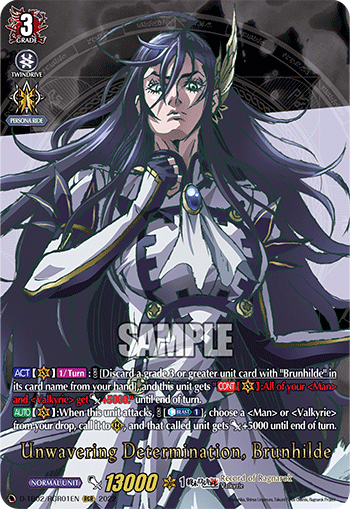 3
GRADE
TWINDRIVE
PERSONA RIDE
SAMPLE
ACT 1/Turn : [Discard a grade 3 or greater unit card with "Brunhilde" in
its card name from your hand], and this unit gets "CONT : All of your <Man>
and <Valkyrie> get +5000" until end of turn.
AUTO : When this unit attacks, [BLAST 1], choose a <Man> or <Valkyrie>
from your drop, call it to , and that called unit gets +5000 until end of turn.
Unwavering Determination, Brunhilde
NORMAL UNIT 13000 1 Record of Ragnarok
Valkyrie
2022